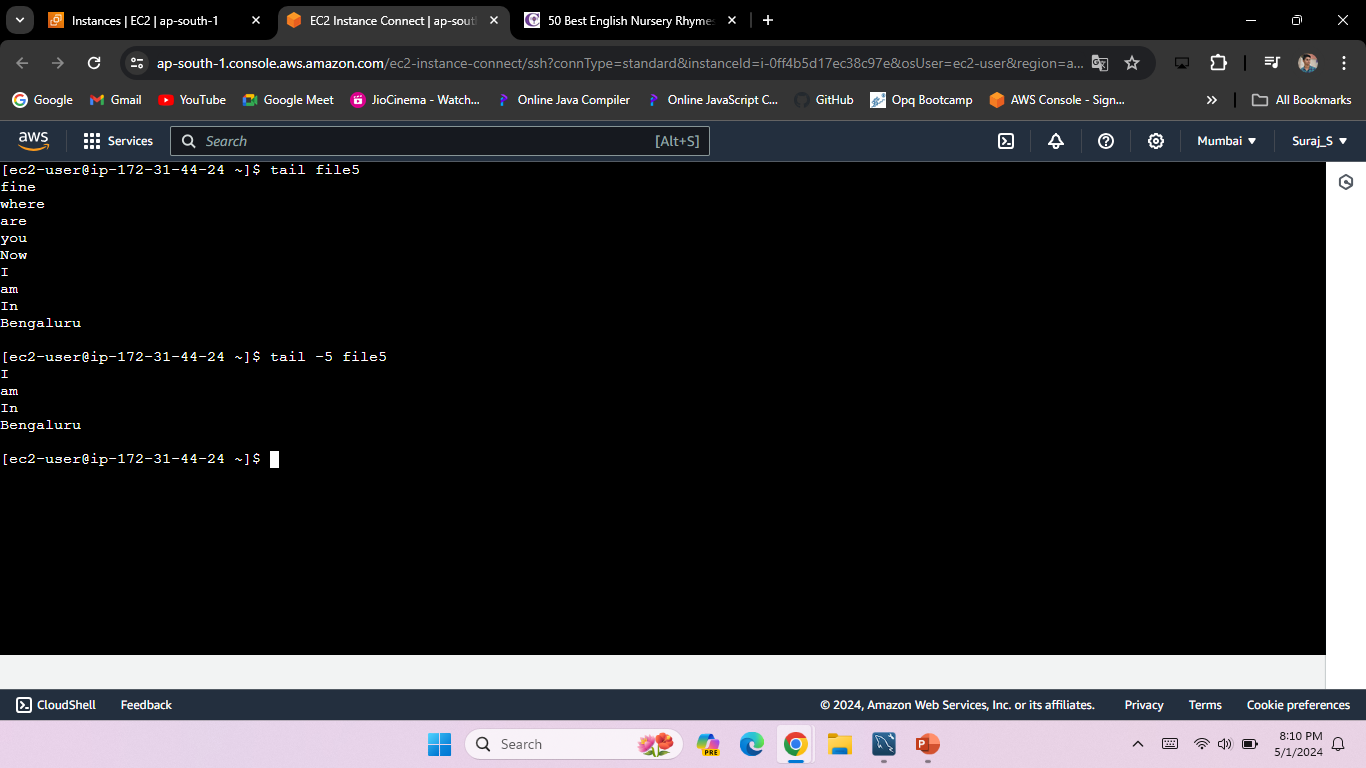 Instances | EC2 | ap-south-1
EC2 Instance Connect | ap-sout
50 Best English Nursery Rhymes
ap-south-1.console.aws.amazon.com/ec2-instance-connect/ssh?connType=standard&instanceId=i-0ff4b5d17ec38c97e&osUser=ec2-user&region=a...
Google
Gmail
YouTube
Google Meet
JioCinema - Watch...
Online Java Compiler
Online JavaScript C...
GitHub
Opq Bootcamp
AWS Console - Sign...
All Bookmarks
aws
Services
Search
[Alt+S]
Mumbai
Suraj_S
[ec2-user@ip-172-31-44-24 ~]$ tail file5
fine
where
are
you
Now
I
am
In
Bengaluru
[ec2-user@ip-172-31-44-24 ~]$ tail -5 file5
I
am
In
Bengaluru
[ec2-user@ip-172-31-44-24 ~]$
CloudShell
Feedback
© 2024, Amazon Web Services, Inc. or its affiliates.
Privacy
Terms
Cookie preferences
Search
PRE
8:10 PM
5/1/2024